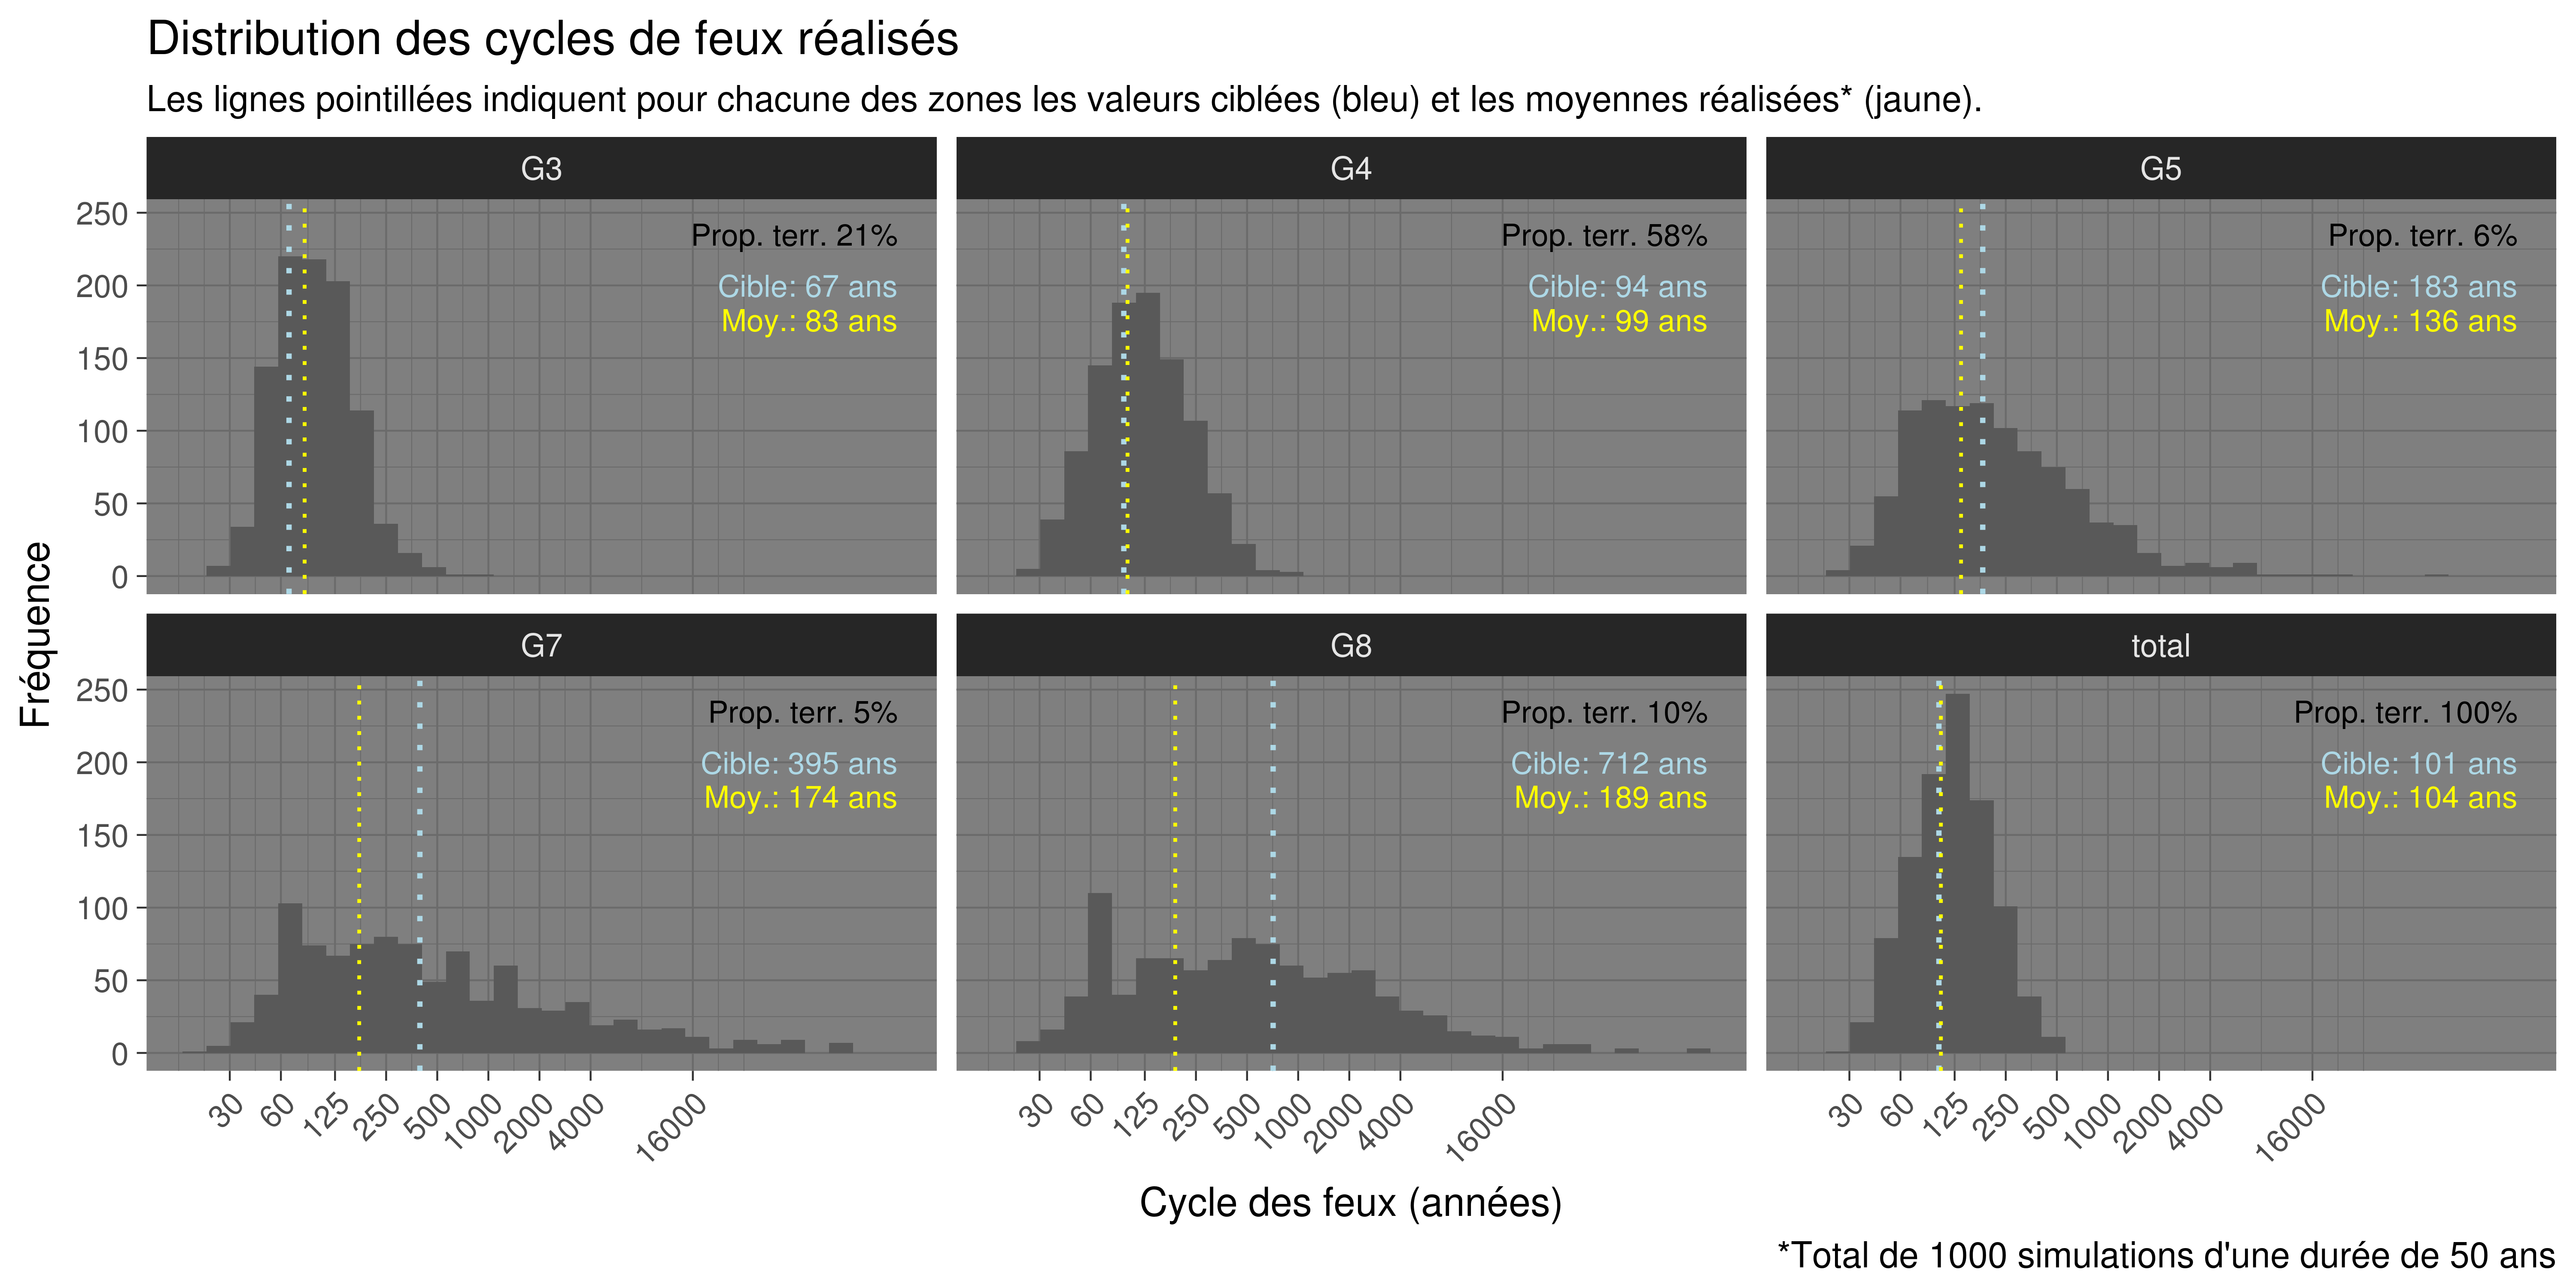 Distribution des cycles de feux réalisés
Les lignes pointillées indiquent pour chacune des zones les valeurs ciblées (bleu) et les moyennes réalisées* (jaune).
G3
G4
G5
250
200
150
100
50
0
Prop. terr. 21%
Cible: 67 ans
Moy.: 83 ans
Prop. terr. 58%
Cible: 94 ans
Moy.: 99 ans
Prop. terr. 6%
Cible: 183 ans
Moy.: 136 ans
Fréquence
G7
G8
total
250
200
150
100
50
0
Prop. terr. 5%
Cible: 395 ans
Moy.: 174 ans
Prop. terr. 10%
Cible: 712 ans
Moy.: 189 ans
Prop. terr. 100%
Cible: 101 ans
Moy.: 104 ans
30 60 125 250 500 1000 2000 4000 16000
30 60 125 250 500 1000 2000 4000 16000
30 60 125 250 500 1000 2000 4000 16000
Cycle des feux (années)
*Total de 1000 simulations d'une durée de 50 ans